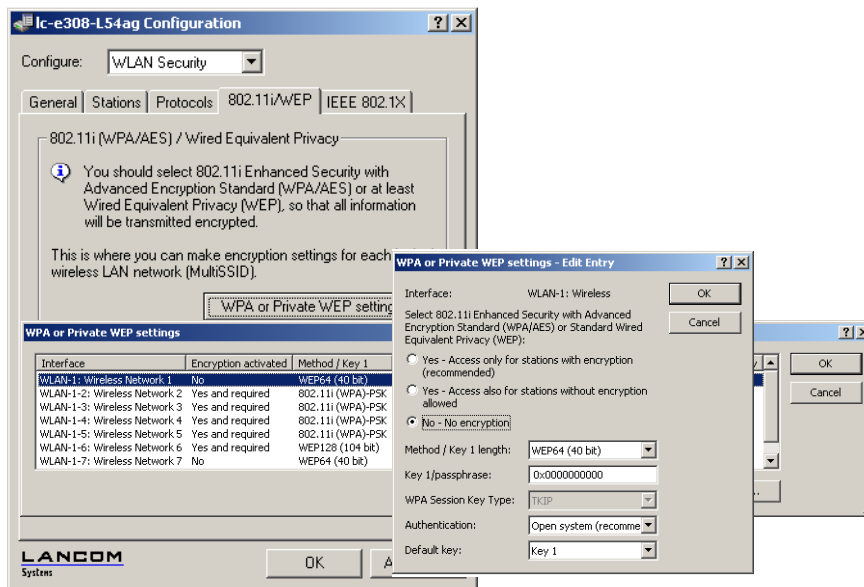 lc-e308-L54ag Configuration
Configure:
WLAN Security
General
Stations
Protocols
802.11i/WEP
IEEE 802.1X
802.11i (WPA/AES) / Wired Equivalent Privacy
You should select 802.11i Enhanced Security with
Advanced Encryption Standard (WPA/AES) or at least
Wired Equivalent Privacy (WEP), so that all information
will be transmitted encrypted.
This is where you can make encryption settings for each
wireless LAN network (MultiSSID).
WPA or Private WEP setting
WPA or Private WEP settings
Interface Encryption activated Method / Key 1
WLAN-1: Wireless Network 1 No WEP64 (40 bit)
WLAN-1-2: Wireless Network 2 Yes and required 802.11i (WPA)-PSK
WLAN-1-3: Wireless Network 3 Yes and required 802.11i (WPA)-PSK
WLAN-1-4: Wireless Network 4 Yes and required 802.11i (WPA)-PSK
WLAN-1-5: Wireless Network 5 Yes and required 802.11i (WPA)-PSK
WLAN-1-6: Wireless Network 6 Yes and required WEP128 (104 bit)
WLAN-1-7: Wireless Network 7 No WEP64 (40 bit)
OK
Cancel
...
LANCOM
Systems
OK
A
WPA or Private WEP settings - Edit Entry
Interface: WLAN-1: Wireless
OK
Cancel
Select 802.11i Enhanced Security with Advanced
Encryption Standard (WPA/AES) or Standard Wired
Equivalent Privacy (WEP):
Yes - Access only for stations with encryption
(recommended)
Yes - Access also for stations without encryption
allowed
No - No encryption
Method / Key 1 length: WEP64 (40 bit)
Key 1/passphrase: 0x0000000000
WPA Session Key Type: TKIP
Authentication: Open system (recomme
Default key: Key 1